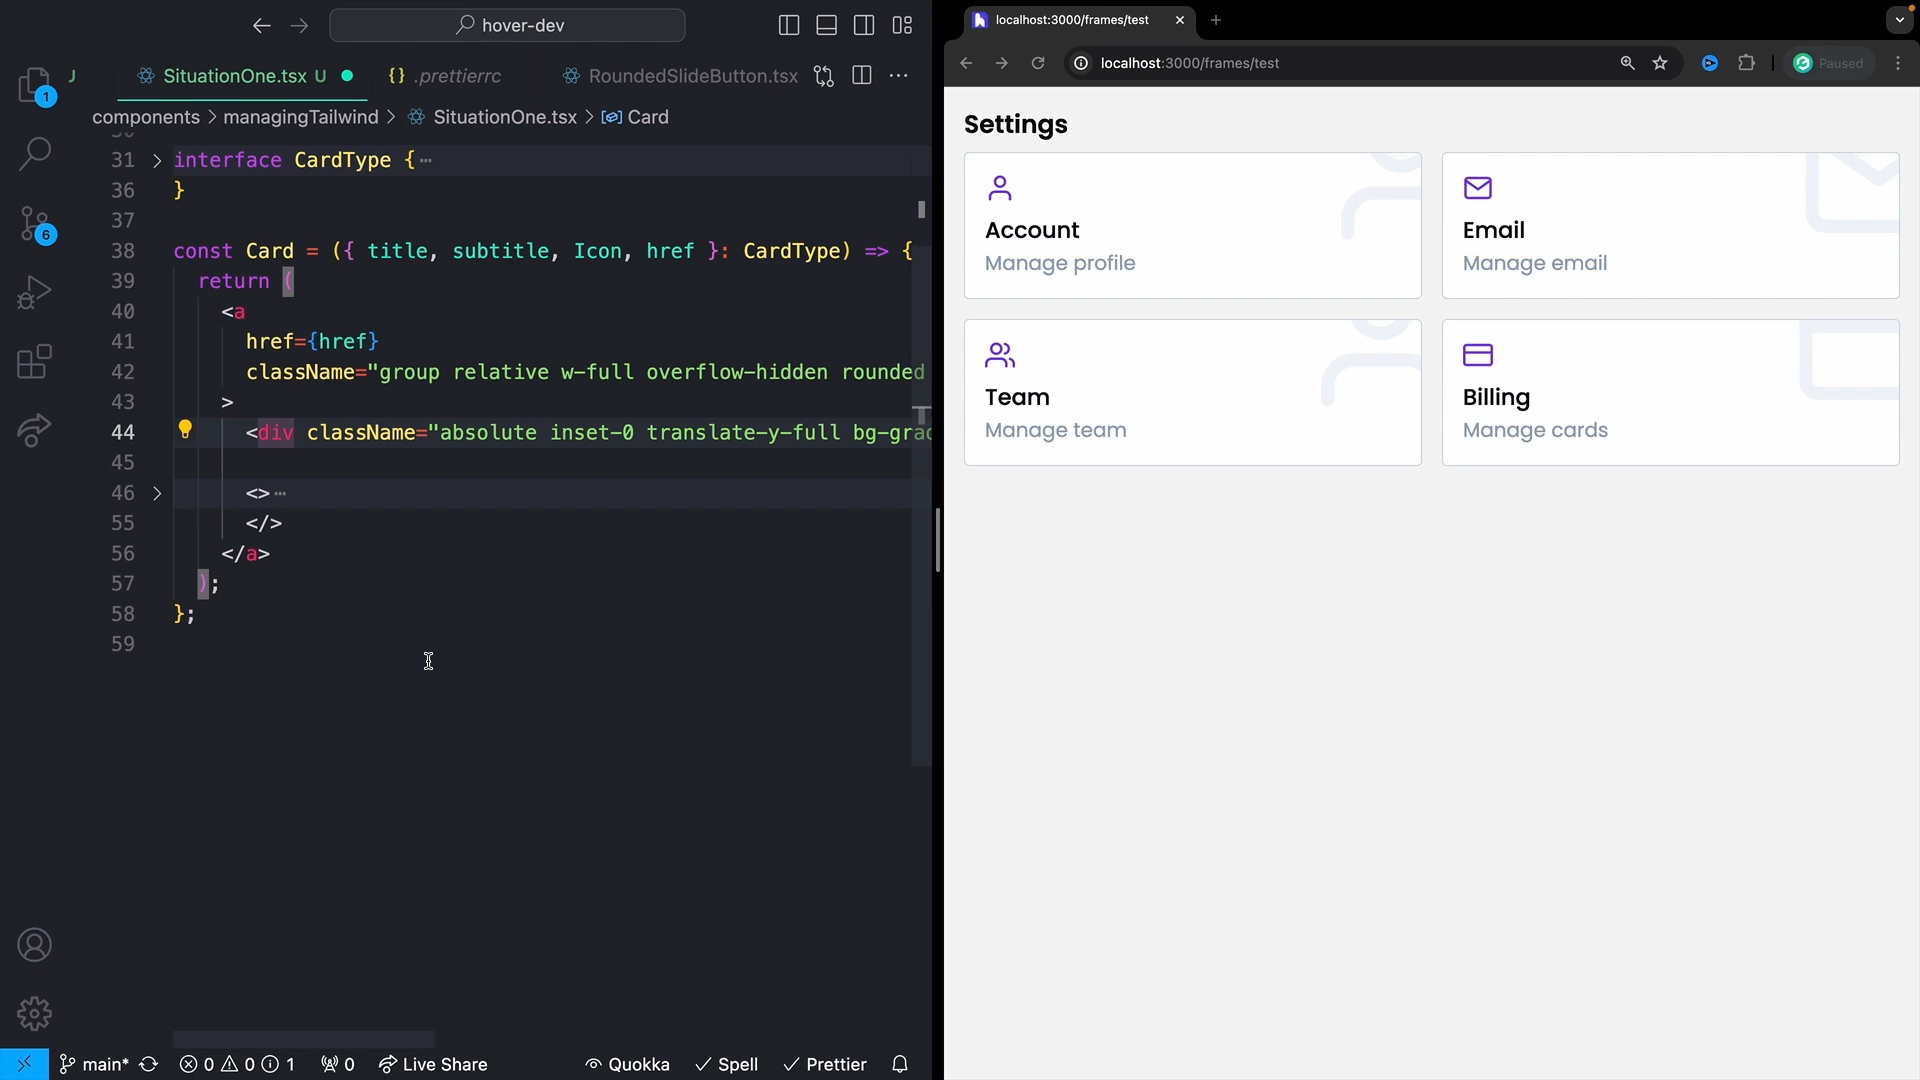 hover-dev
J
SituationOne.tsx U
{} .prettierrc
RoundedSlideButton.tsx
components > managingTailwind > SituationOne.tsx > Card
31 interface CardType {
36 }
37
38 const Card = ({ title, subtitle, Icon, href }: CardType) => {
39 return (
40 <a
41 href={href}
42 className="group relative w-full overflow-hidden rounded
43 >
44 <div className="absolute inset-0 translate-y-full bg-grad
45
46 <>
55 </>
56 </a>
57 );
58 };
59
1
6
main*
0
0
1
0
Live Share
Quokka
Spell
Prettier
localhost:3000/frames/test
localhost:3000/frames/test
Paused
Settings
Account
Manage profile
Email
Manage email
Team
Manage team
Billing
Manage cards